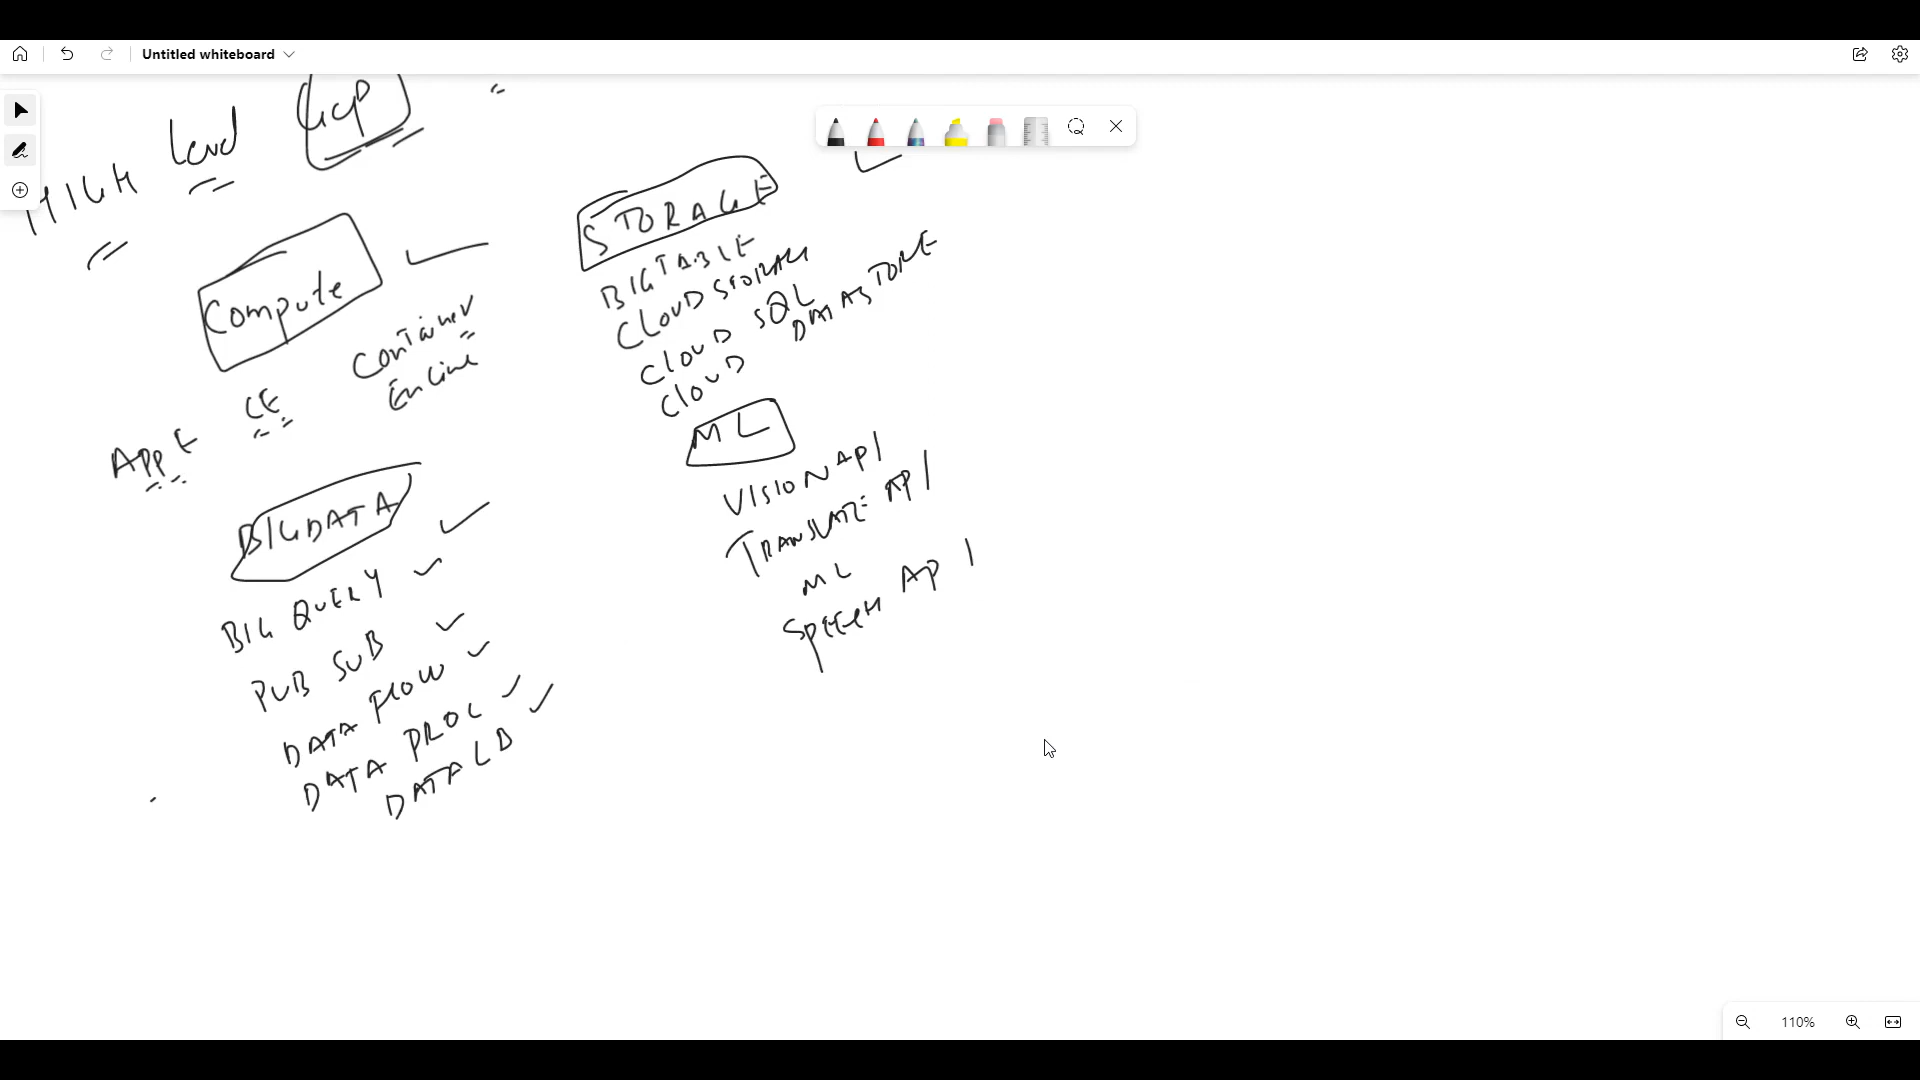 Untitled whiteboard
HIGH Level GCP
Compute
App E
CE
Container
Engine
BIGDATA
BIG QUERY
PUB SUB
DATA FLOW
DATA PROC
DATA LB
STORAGE
BIGTABLE
CLOUD STORAGE
CLOUD SQL
CLOUD DATASTORE
ML
VISION API
TRANSLATE API
ML
SPEECH API
110%